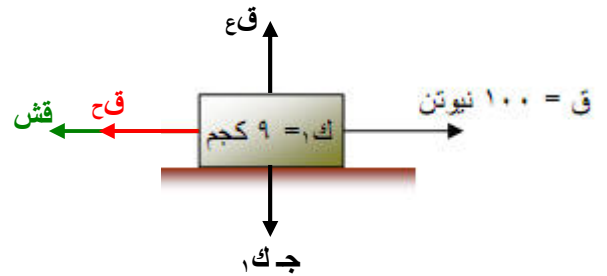 قع
ق = ١٠٠ نيوتن
ك١= ٩ كجم
قح
قش
جـ ك١